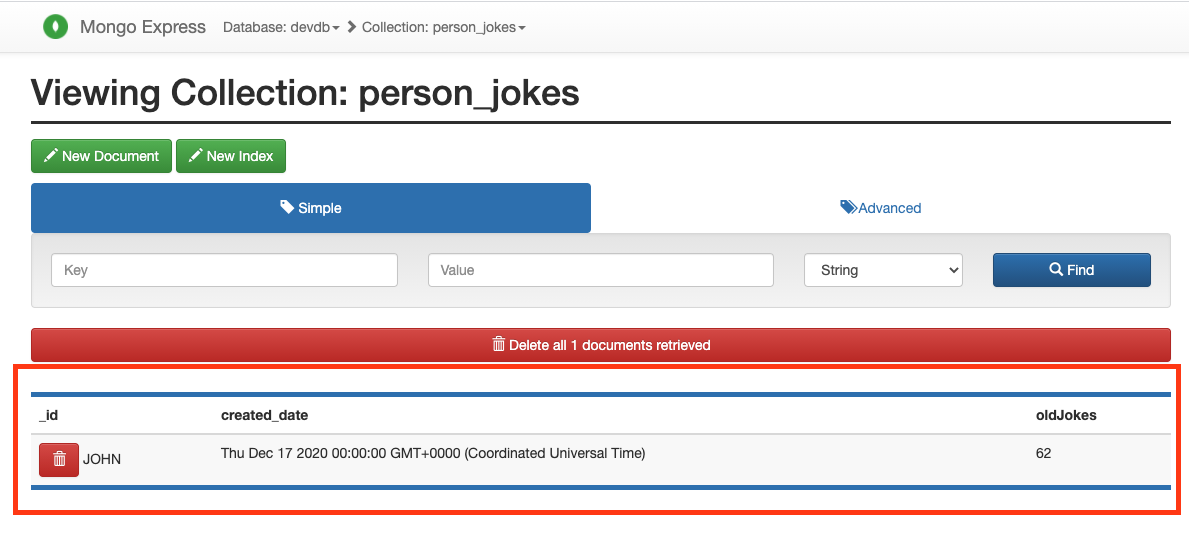 Mongo Express Database: devdb Collection: person_jokes
Viewing Collection: person_jokes
New Document New Index
Simple Advanced
Key Value String Find
Delete all 1 documents retrieved
_id created_date oldJokes
JOHN Thu Dec 17 2020 00:00:00 GMT+0000 (Coordinated Universal Time) 62